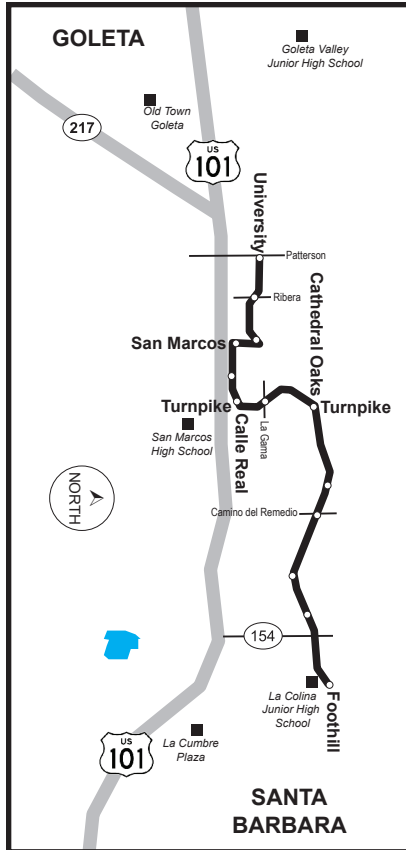 GOLETA
Goleta Valley
Junior High School
Old Town
Goleta
217
US
101
University
Patterson
Cathedral Oaks
Ribera
San Marcos
Turnpike
Turnpike
Calle Real
La Gama
San Marcos
High School
NORTH
Camino del Remedio
154
La Colina
Junior High
School
Foothill
La Cumbre
Plaza
US
101
SANTA
BARBARA